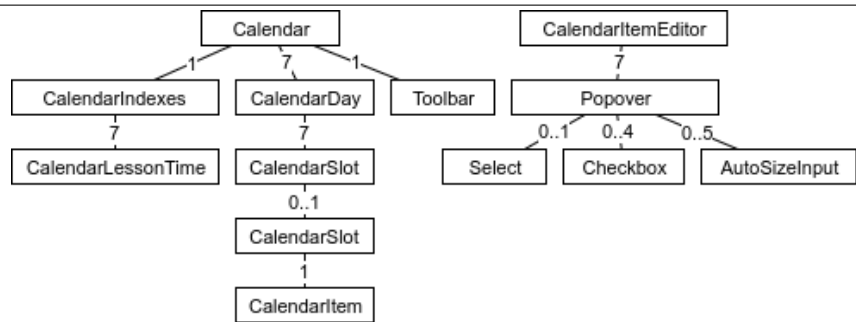 Calendar CalendarItemEditor
1 7 1 7
CalendarIndexes CalendarDay Toolbar Popover
7 7 0..1 0..4 0..5
CalendarLessonTime CalendarSlot Select Checkbox AutoSizeInput
0..1
CalendarSlot
1
CalendarItem